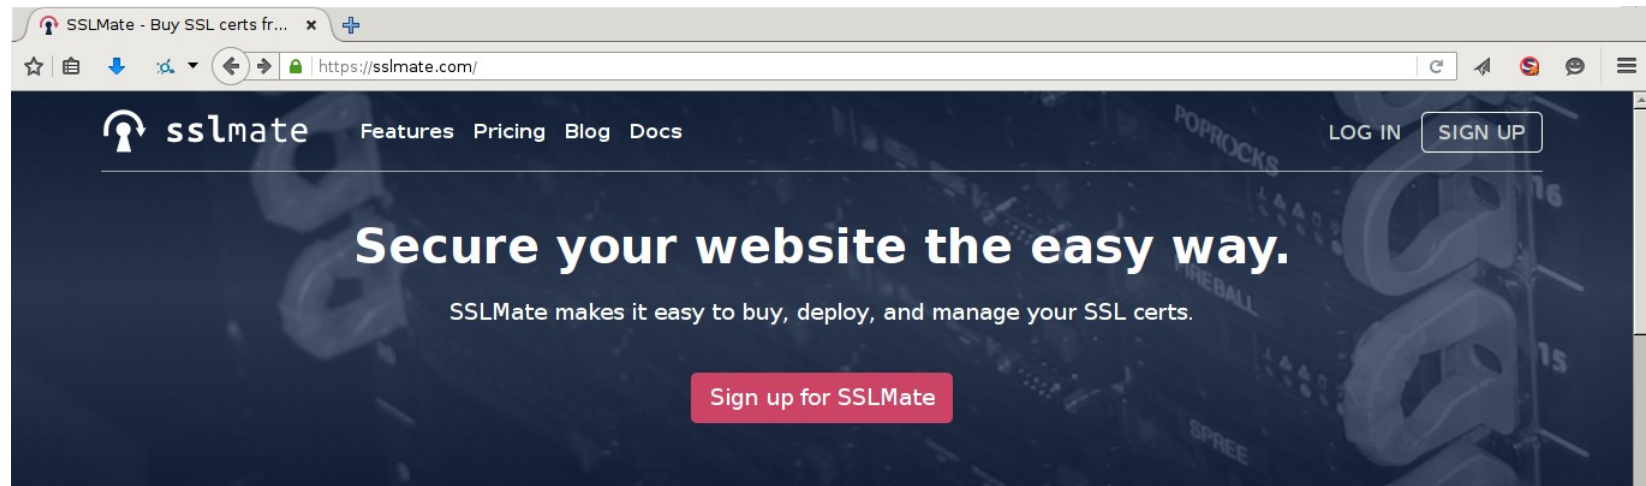 SSLMate - Buy SSL certs fr...
https://sslmate.com/
sslmate Features Pricing Blog Docs LOG IN SIGN UP
POPROCKS
16
Secure your website the easy way.
FIREBALL
SSLMate makes it easy to buy, deploy, and manage your SSL certs.
15
Sign up for SSLMate
SPREE